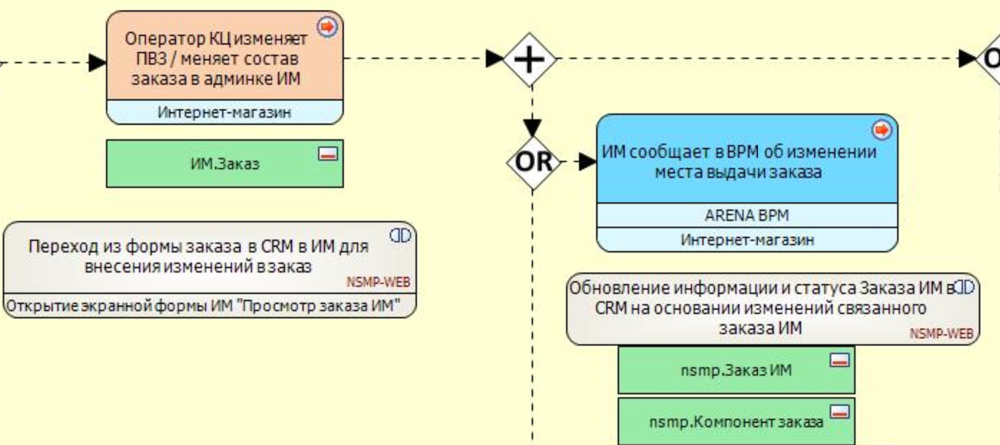 Оператор КЦ изменяет
ПВЗ / меняет состав
заказа в админке ИМ
Интернет-магазин
ИМ.Заказ
Переход из формы заказа в CRM в ИМ для
внесения изменений в заказ
NSMP-WEB
Открытие экранной формы ИМ "Просмотр заказа ИМ"
OR
ИМ сообщает в BPM об изменении
места выдачи заказа
ARENA BPM
Интернет-магазин
Обновление информации и статуса Заказа ИМ в
CRM на основании изменений связанного
заказа ИМ
NSMP-WEB
nsmp.Заказ ИМ
nsmp.Компонент заказа